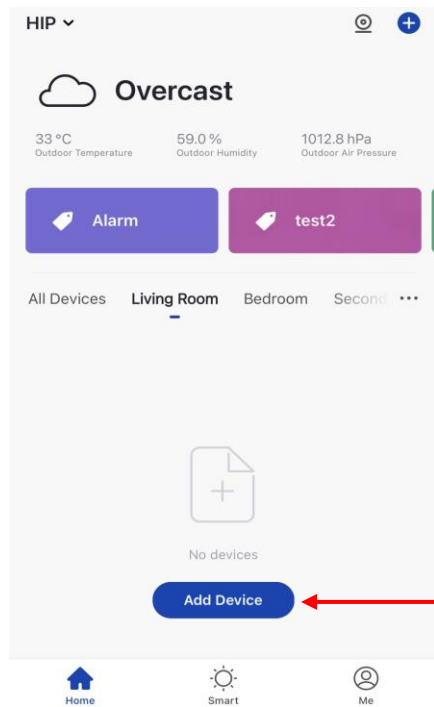 HIP
Overcast
33 °C 59.0 % 1012.8 hPa
Outdoor Temperature Outdoor Humidity Outdoor Air Pressure
Alarm test2
All Devices Living Room Bedroom Second ···
No devices
Add Device
Home Smart Me